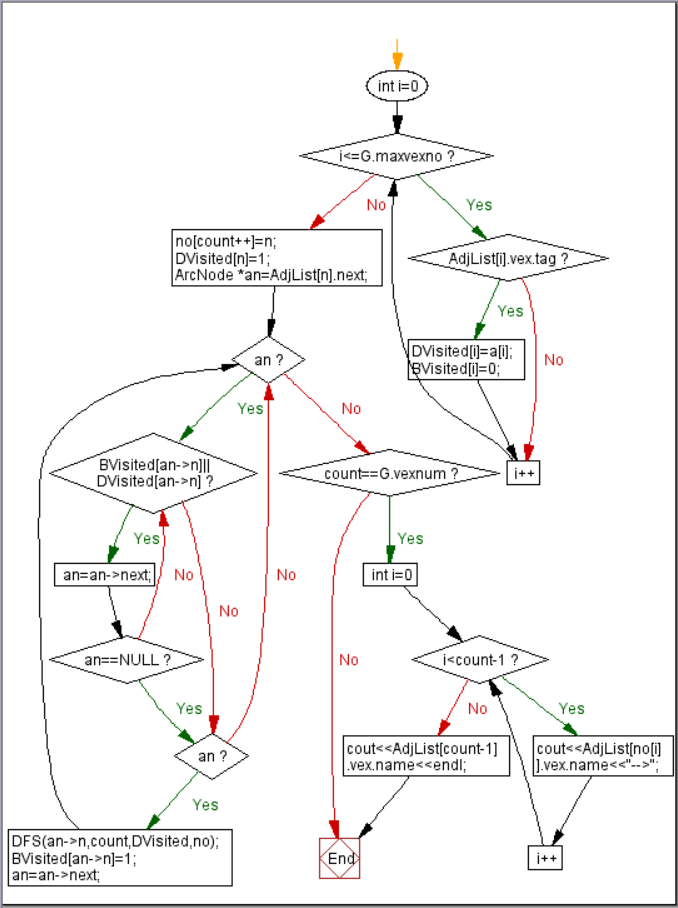 int i=0
i<=G.maxvexno ?
No
Yes
no[count++]=n;
DVisited[n]=1;
ArcNode *an=AdjList[n].next;
AdjList[i].vex.tag ?
Yes
DVisited[i]=a[i];
BVisited[i]=0;
No
an ?
Yes
No
BVisited[an->n]||
DVisited[an->n] ?
count==G.vexnum ?
i++
Yes
Yes
an=an->next;
No
No
No
int i=0
an==NULL ?
No
i<count-1 ?
Yes
No
Yes
an ?
cout<<AdjList[count-1]
.vex.name<<endl;
cout<<AdjList[no[i]
].vex.name<<"-->";
Yes
DFS(an->n,count,DVisited,no);
BVisited[an->n]=1;
an=an->next;
End
i++